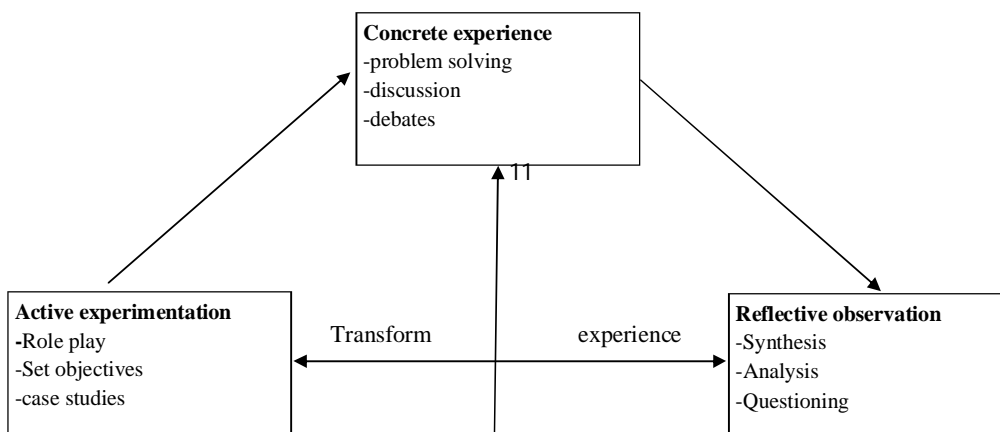 Concrete experience
-problem solving
-discussion
-debates
11
Active experimentation
-Role play
-Set objectives
-case studies
Transform experience
Reflective observation
-Synthesis
-Analysis
-Questioning